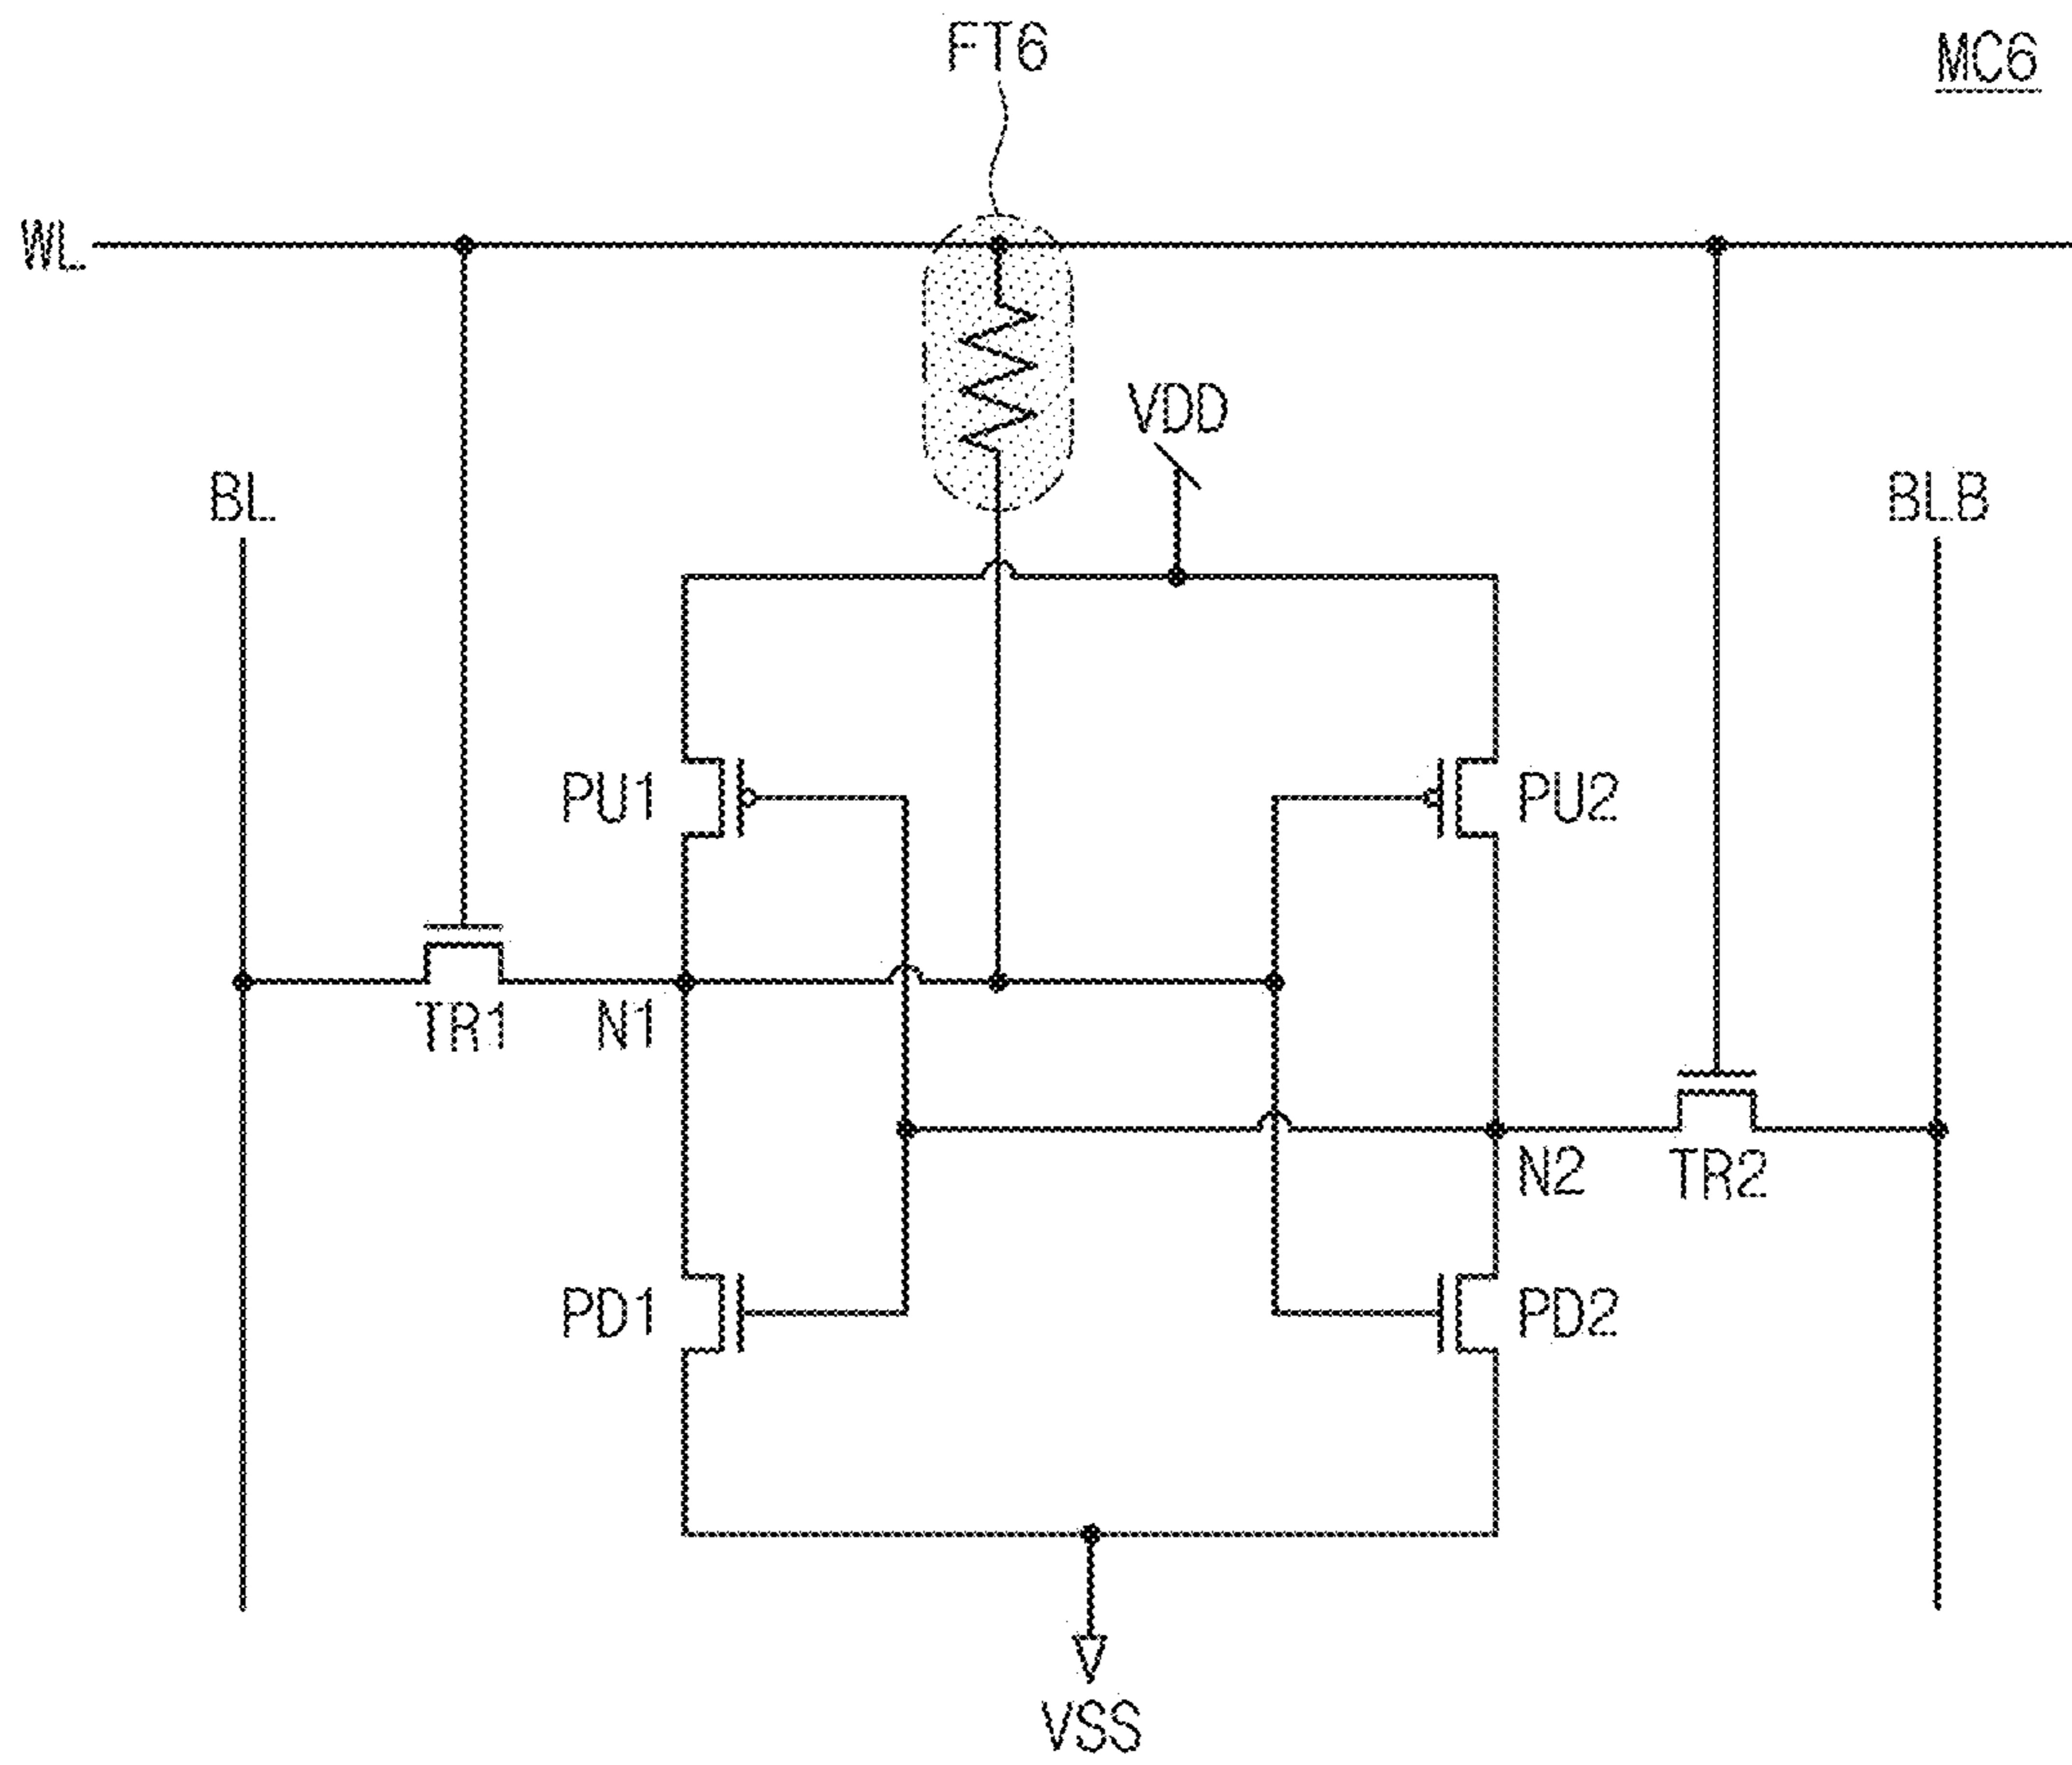 FT6
MC6
WL
VDD
BL
BLB
PU1
PU2
TR1
N1
N2
TR2
PD1
PD2
VSS